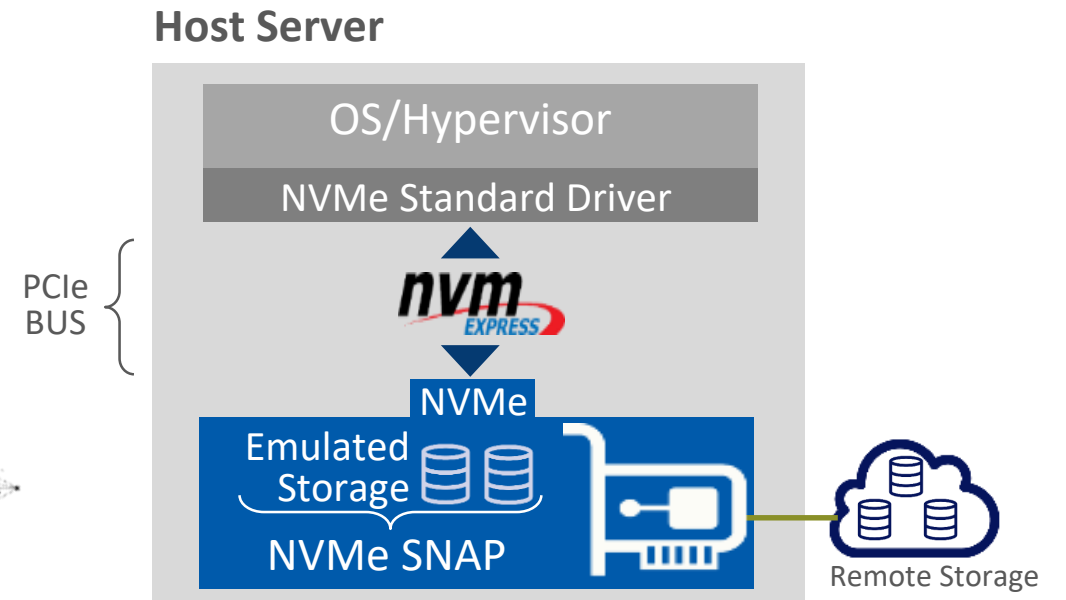 Host Server
OS/Hypervisor
NVMe Standard Driver
PCIe
BUS
nvm
EXPRESS
NVMe
Emulated
Storage
NVMe SNAP
Remote Storage